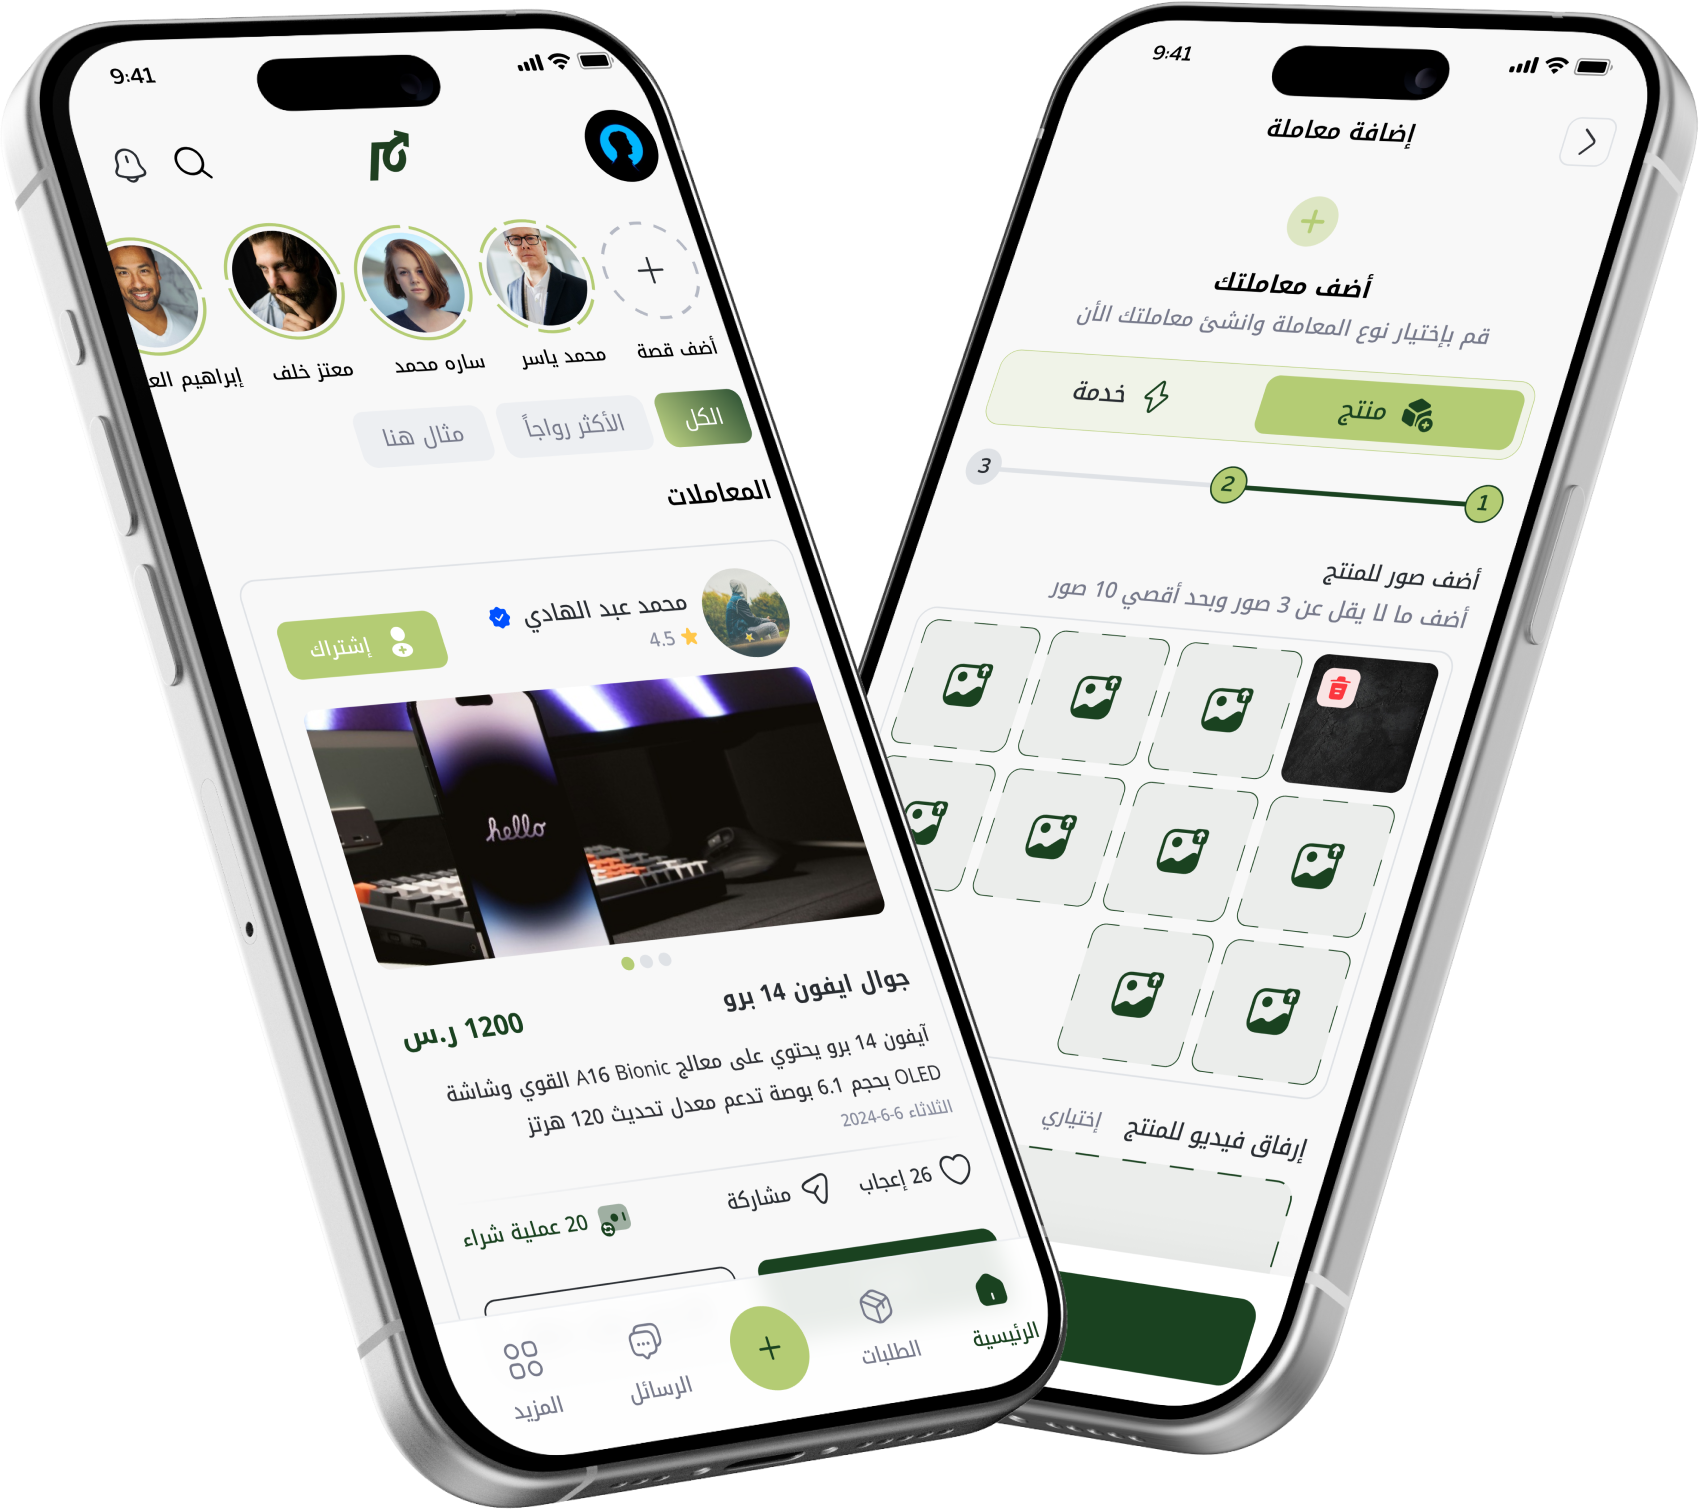 9:41
أضف قصة
محمد ياسر
ساره محمد
معتز خلف
إبراهيم
الكل
الأكثر رواجاً
مثال هنا
المعاملات
محمد عبد الهادي
4.5
إشتراك
hello
جوال ايفون 14 برو
1200 ر.س
آيفون 14 برو يحتوي على معالج A16 Bionic القوي وشاشة
OLED بحجم 6.1 بوصة تدعم معدل تحديث 120 هرتز
الثلاثاء 6-6-2024
26 إعجاب
مشاركة
20 عملية شراء
الرئيسية
الطلبات
الرسائل
المزيد
9:41
إضافة معاملة
أضف معاملتك
قم بإختيار نوع المعاملة وانشئ معاملتك الأن
منتج
خدمة
1
2
3
أضف صور للمنتج
أضف ما لا يقل عن 3 صور وبحد أقصي 10 صور
إرفاق فيديو للمنتج
إختياري